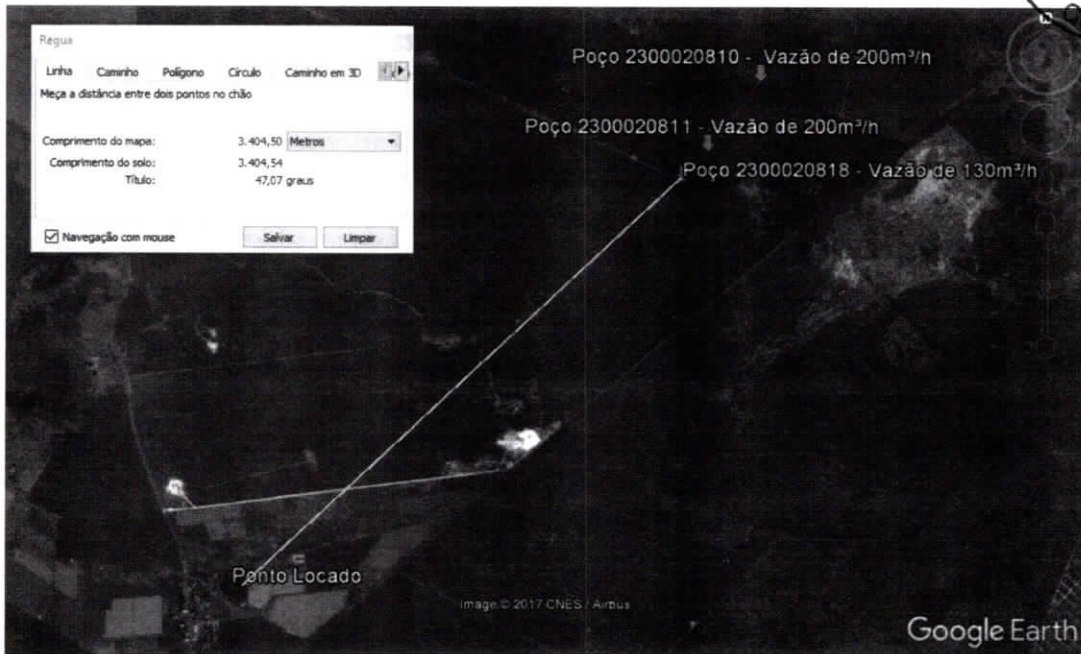 Régua
Linha Caminho Polígono Círculo Caminho em 3D
Meça a distância entre dois pontos no chão
Comprimento do mapa: 3.404,50 Metros
Comprimento do solo: 3.404,54
Título: 47,07 graus
Navegação com mouse Salvar Limpar
Poço 2300020810 - Vazão de 200m³/h
Poço 2300020811 - Vazão de 200m³/h
Poço 2300020818 - Vazão de 130m³/h
Ponto Locado
Image © 2017 CNES / Airbus
Google Earth